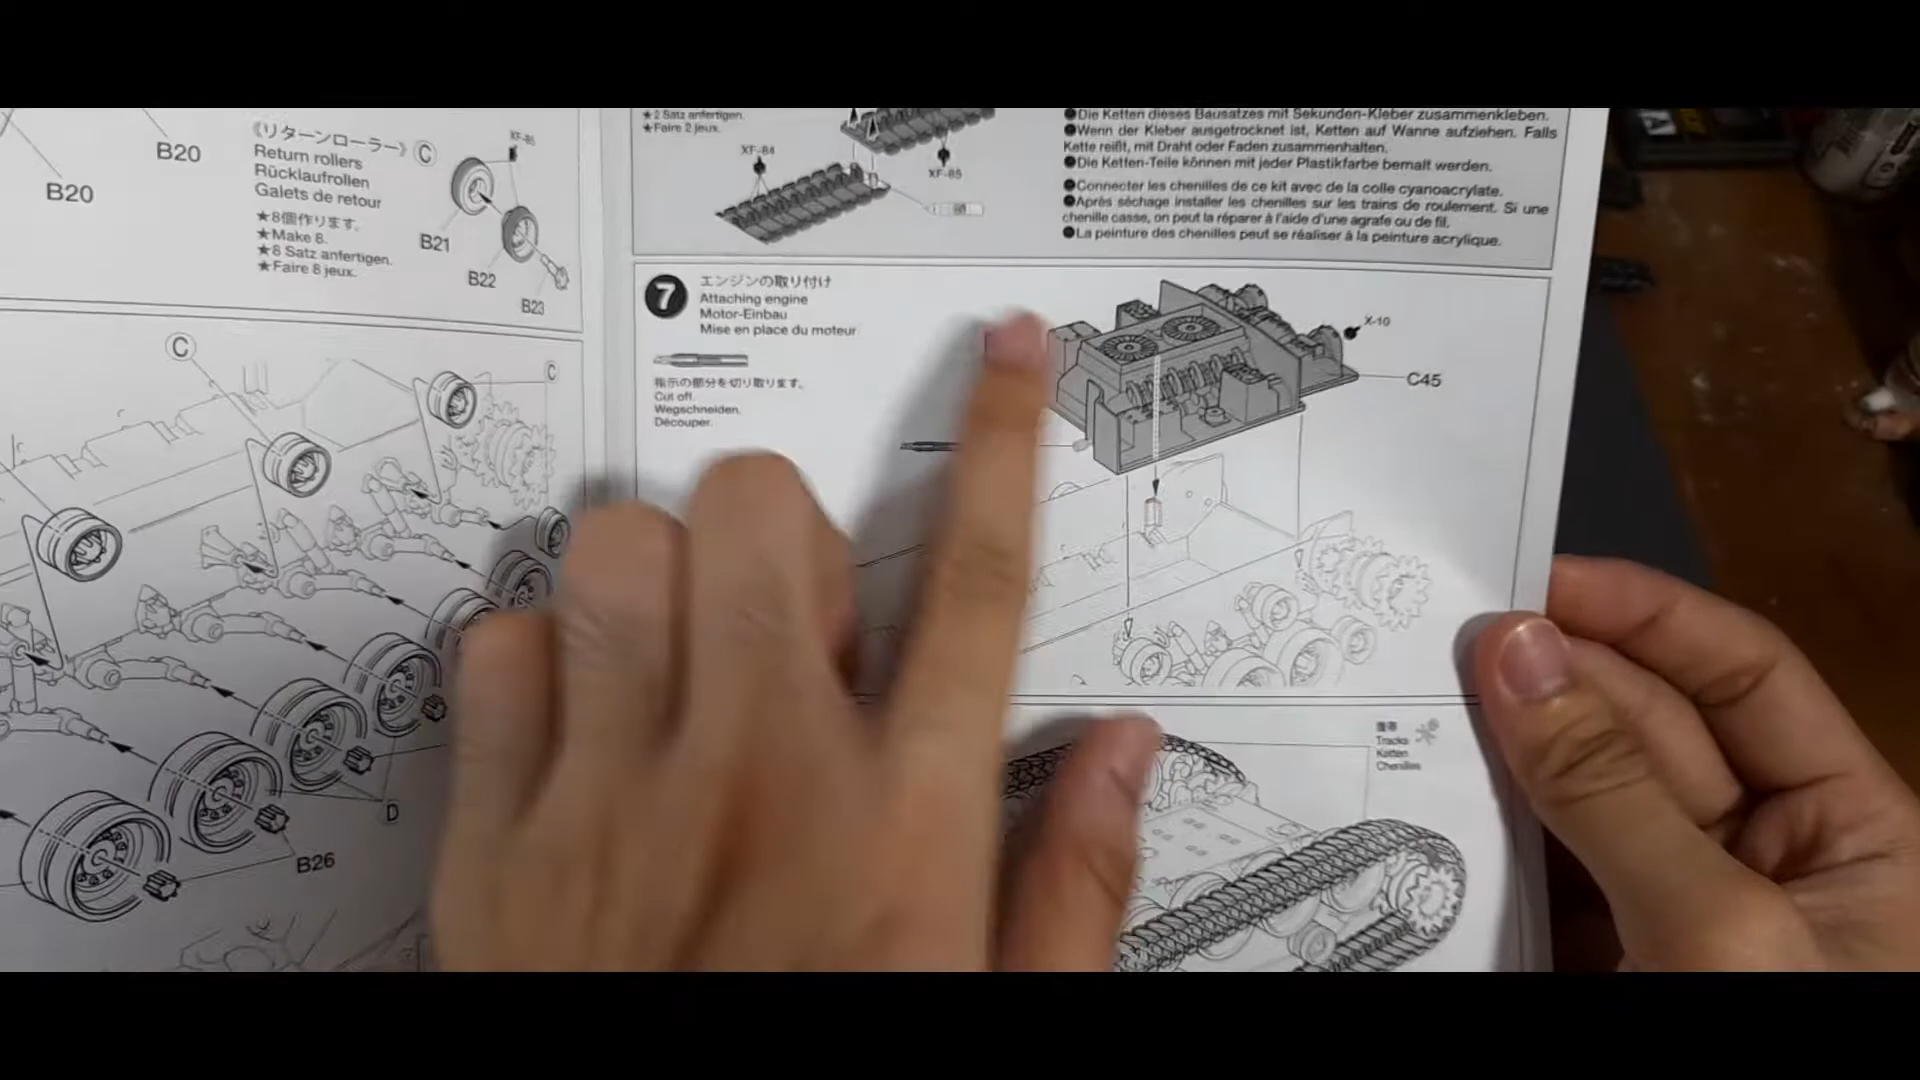 B20
B20
《リターンローラー》 C
Return rollers
Rücklaufrollen
Galets de retour
★8個作ります。
★Make 8.
★8 Satz anfertigen.
★Faire 8 jeux.
XF-85
B21
B22
B23
C
C
D
B26
★2 Satz anfertigen.
★Faire 2 jeux.
XF-84
XF-85
●Die Ketten dieses Bausatzes mit Sekunden-Kleber zusammenkleben.
●Wenn der Kleber ausgetrocknet ist, Ketten auf Wanne aufziehen. Falls
Kette reißt, mit Draht oder Faden zusammenhalten.
●Die Ketten-Teile können mit jeder Plastikfarbe bemalt werden.
●Connecter les chenilles de ce kit avec de la colle cyanoacrylate.
●Après séchage installer les chenilles sur les trains de roulement. Si une
chenille casse, on peut la réparer à l'aide d'une agrafe ou de fil.
●La peinture des chenilles peut se réaliser à la peinture acrylique.
7
エンジンの取り付け
Attaching engine
Motor-Einbau
Mise en place du moteur
指示の部分を切り取ります。
Cut off.
Wegschneiden.
Découper.
X-10
C45
履帯
Tracks
Ketten
Chenilles